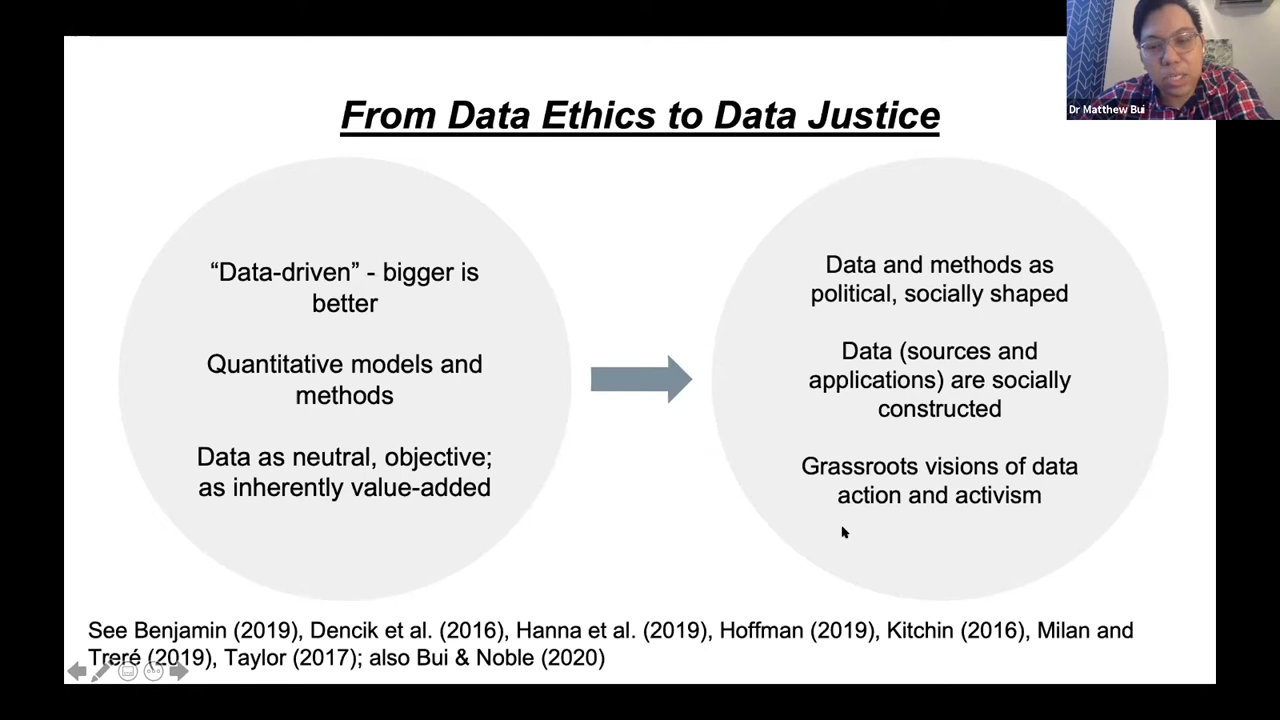 Dr Matthew Bui
From Data Ethics to Data Justice
“Data-driven” - bigger is
better
Quantitative models and
methods
Data as neutral, objective;
as inherently value-added
Data and methods as
political, socially shaped
Data (sources and
applications) are socially
constructed
Grassroots visions of data
action and activism
See Benjamin (2019), Dencik et al. (2016), Hanna et al. (2019), Hoffman (2019), Kitchin (2016), Milan and
Treré (2019), Taylor (2017); also Bui & Noble (2020)